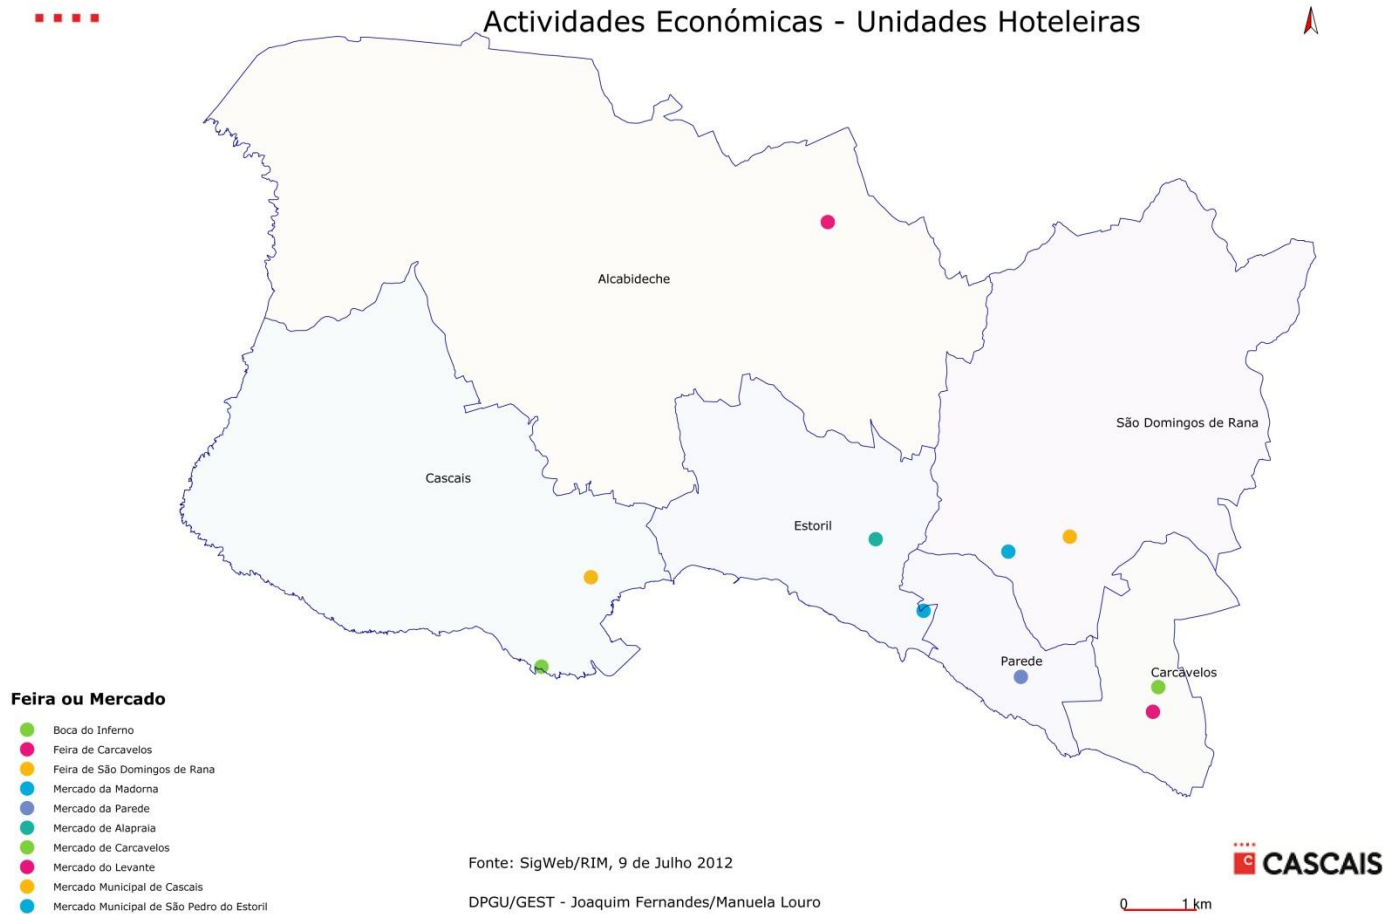 Actividades Económicas - Unidades Hoteleiras
Alcabideche
São Domingos de Rana
Cascais
Estoril
Parede
Carcavelos
Feira ou Mercado
Boca do Inferno
Feira de Carcavelos
Feira de São Domingos de Rana
Mercado da Madorna
Mercado da Parede
Mercado de Alapraia
Mercado de Carcavelos
Mercado do Levante
Mercado Municipal de Cascais
Mercado Municipal de São Pedro do Estoril
Fonte: SigWeb/RIM, 9 de Julho 2012
DPGU/GEST - Joaquim Fernandes/Manuela Louro
C CASCAIS
0 1 km